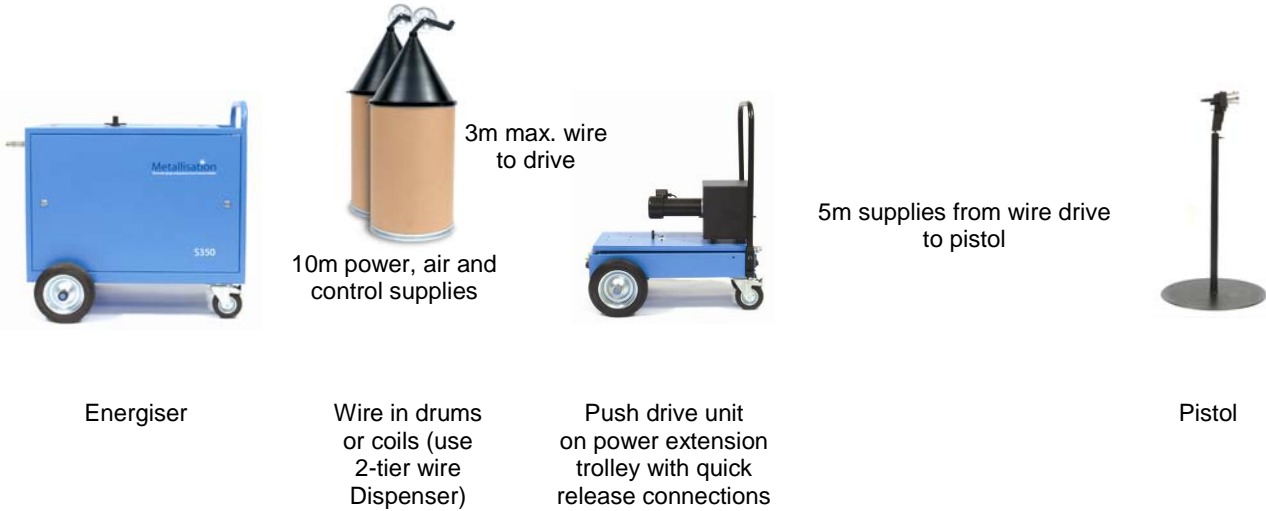 3m max. wire
to drive
Metallisation
5m supplies from wire drive
to pistol
S350
10m power, air and
control supplies
Energiser
Wire in drums
or coils (use
2-tier wire
Dispenser)
Push drive unit
on power extension
trolley with quick
release connections
Pistol